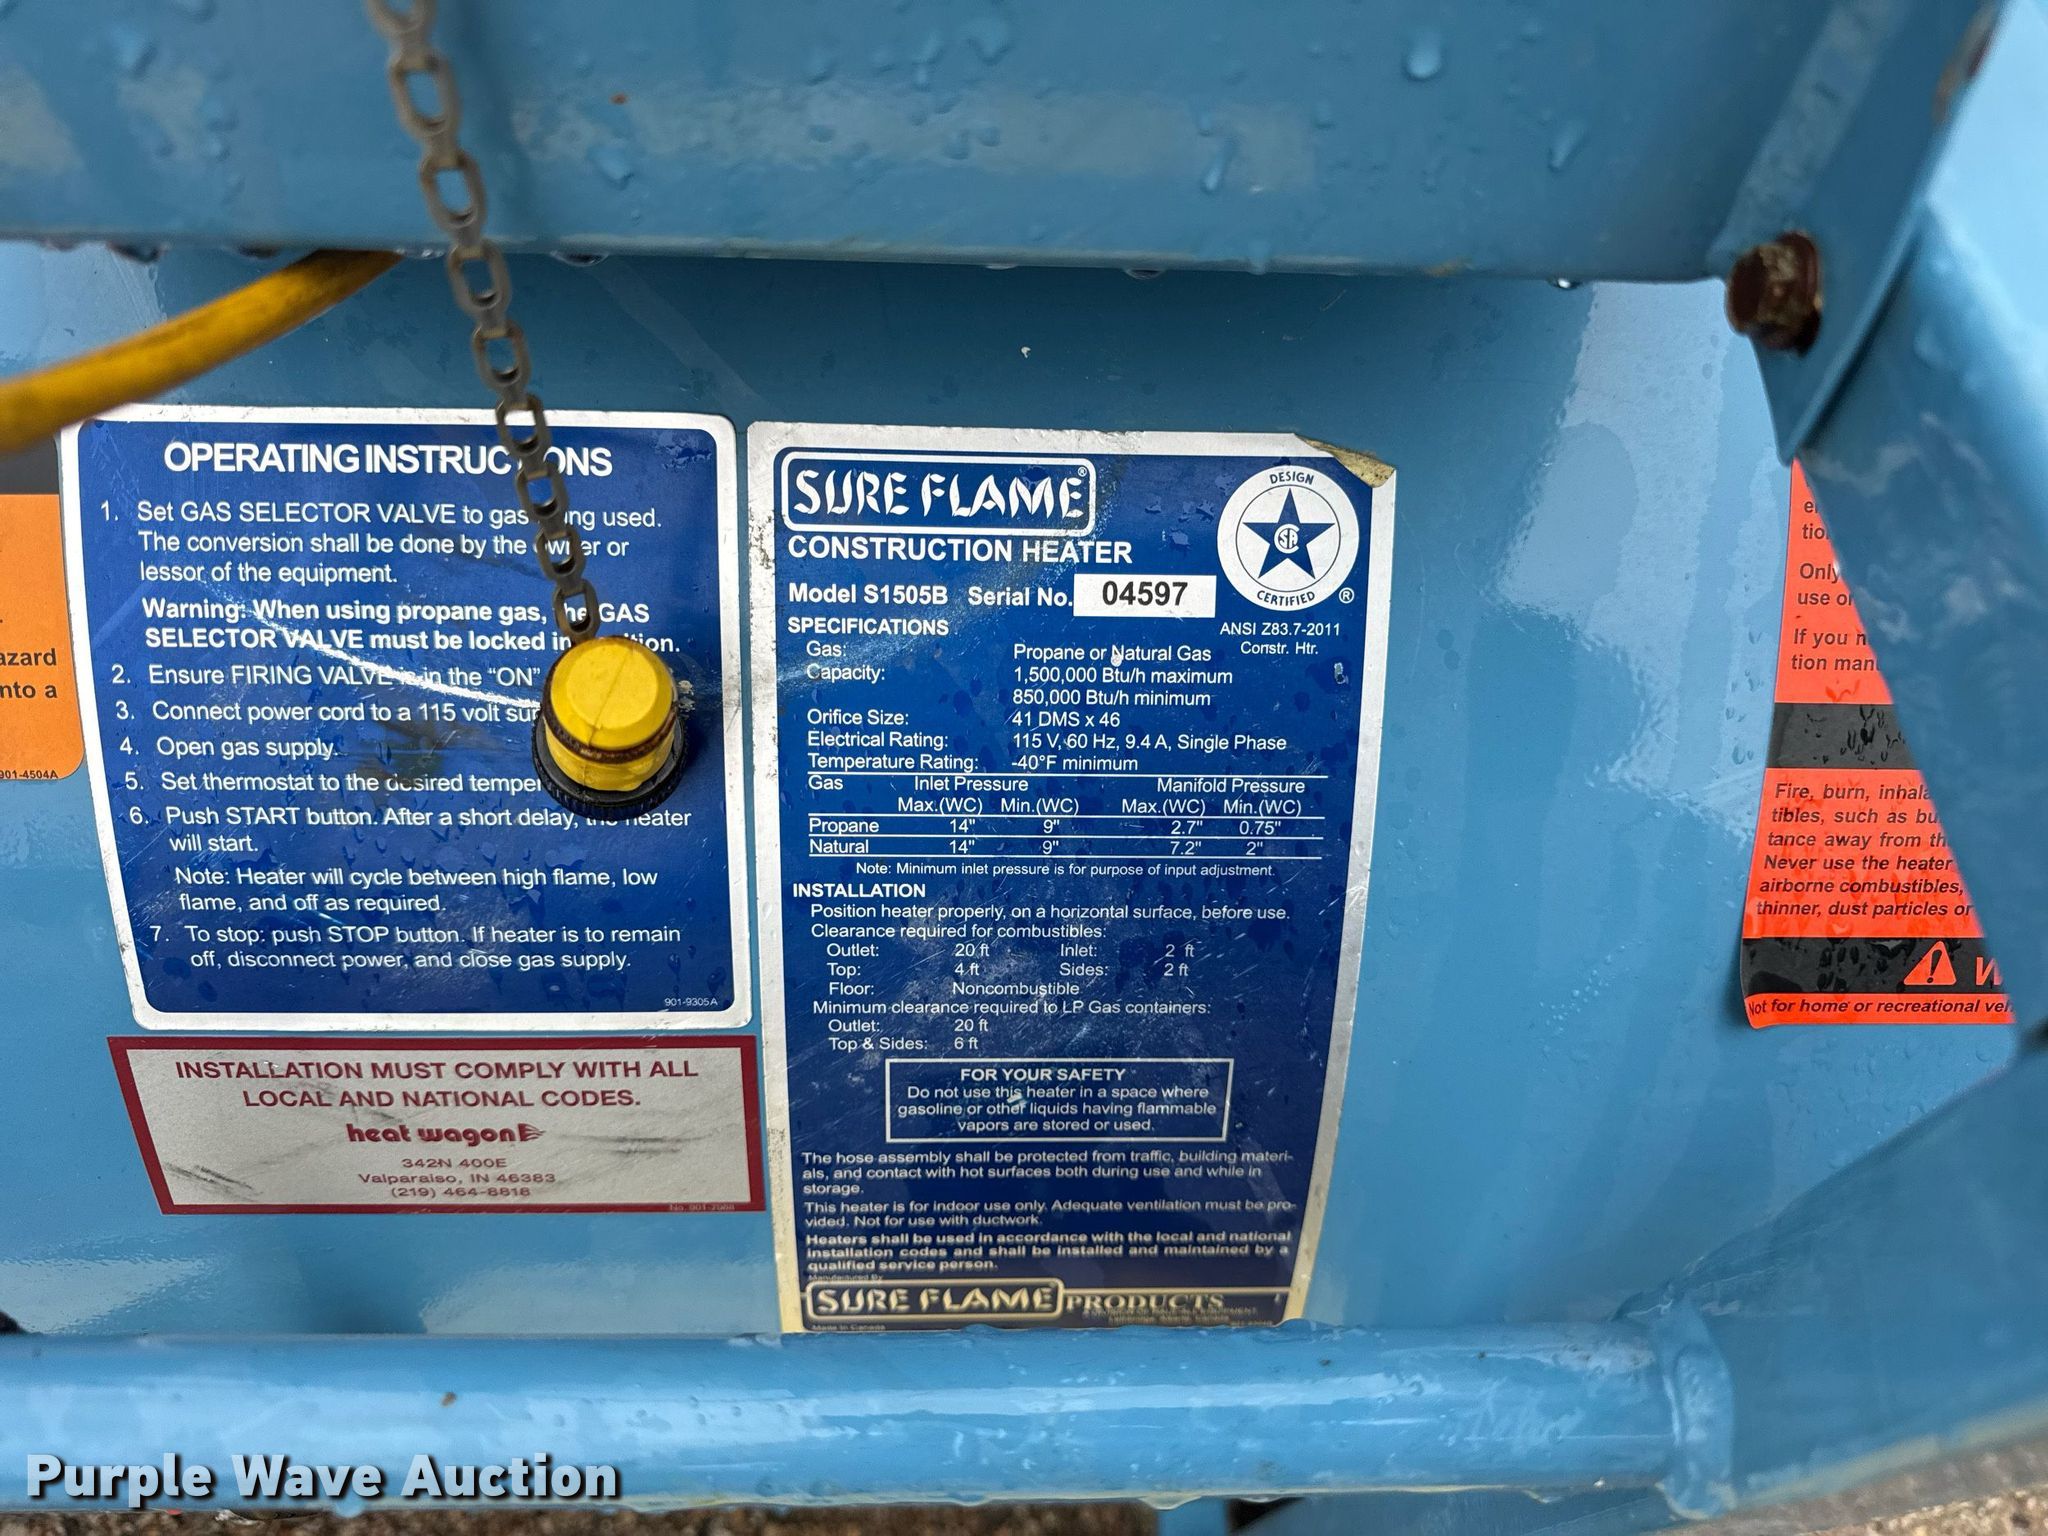 OPERATING INSTRUC ONS
1. Set GAS SELECTOR VALVE to gas ng used.
The conversion shall be done by the owner or
lessor of the equipment.
Warning: When using propane gas, he GAS
SELECTOR VALVE must be locked in ition.
2. Ensure FIRING VALVE is in the "ON"
3. Connect power cord to a 115 volt su
4. Open gas supply.
5. Set thermostat to the desired temper
6. Push START button. After a short delay, the heater
will start.
Note: Heater will cycle between high flame, low
flame, and off as required.
7. To stop: push STOP button. If heater is to remain
off, disconnect power, and close gas supply.
901-9305A
INSTALLATION MUST COMPLY WITH ALL
LOCAL AND NATIONAL CODES.
heat wagon
342N 400E
Valparaiso, IN 46383
(219) 464-8818
azard
nto a
901-4504A
SURE FLAME®
CONSTRUCTION HEATER
Model S1505B Serial No. 04597
DESIGN
CERTIFIED ®
ANSI Z83.7-2011
Constr. Htr.
SPECIFICATIONS
Gas: Propane or Natural Gas
Capacity: 1,500,000 Btu/h maximum
850,000 Btu/h minimum
Orifice Size: 41 DMS x 46
Electrical Rating: 115 V, 60 Hz, 9.4 A, Single Phase
Temperature Rating: -40°F minimum
Gas Inlet Pressure Manifold Pressure
Max.(WC) Min.(WC) Max.(WC) Min.(WC)
Propane 14" 9" 2.7" 0.75"
Natural 14" 9" 7.2" 2"
Note: Minimum inlet pressure is for purpose of input adjustment.
INSTALLATION
Position heater properly, on a horizontal surface, before use.
Clearance required for combustibles:
Outlet: 20 ft Inlet: 2 ft
Top: 4 ft Sides: 2 ft
Floor: Noncombustible
Minimum clearance required to LP Gas containers:
Outlet: 20 ft
Top & Sides: 6 ft
FOR YOUR SAFETY
Do not use this heater in a space where
gasoline or other liquids having flammable
vapors are stored or used.
The hose assembly shall be protected from traffic, building materi-
als, and contact with hot surfaces both during use and while in
storage.
This heater is for indoor use only. Adequate ventilation must be pro-
vided. Not for use with ductwork.
Heaters shall be used in accordance with the local and national
installation codes and shall be installed and maintained by a
qualified service person.
Manufactured By
SURE FLAME PRODUCTS
Made in Canada
Only
use or
If you n
tion man
Fire, burn, inhala
tibles, such as bu
tance away from th
Never use the heater
airborne combustibles,
thinner, dust particles or
Not for home or recreational veh
Purple Wave Auction